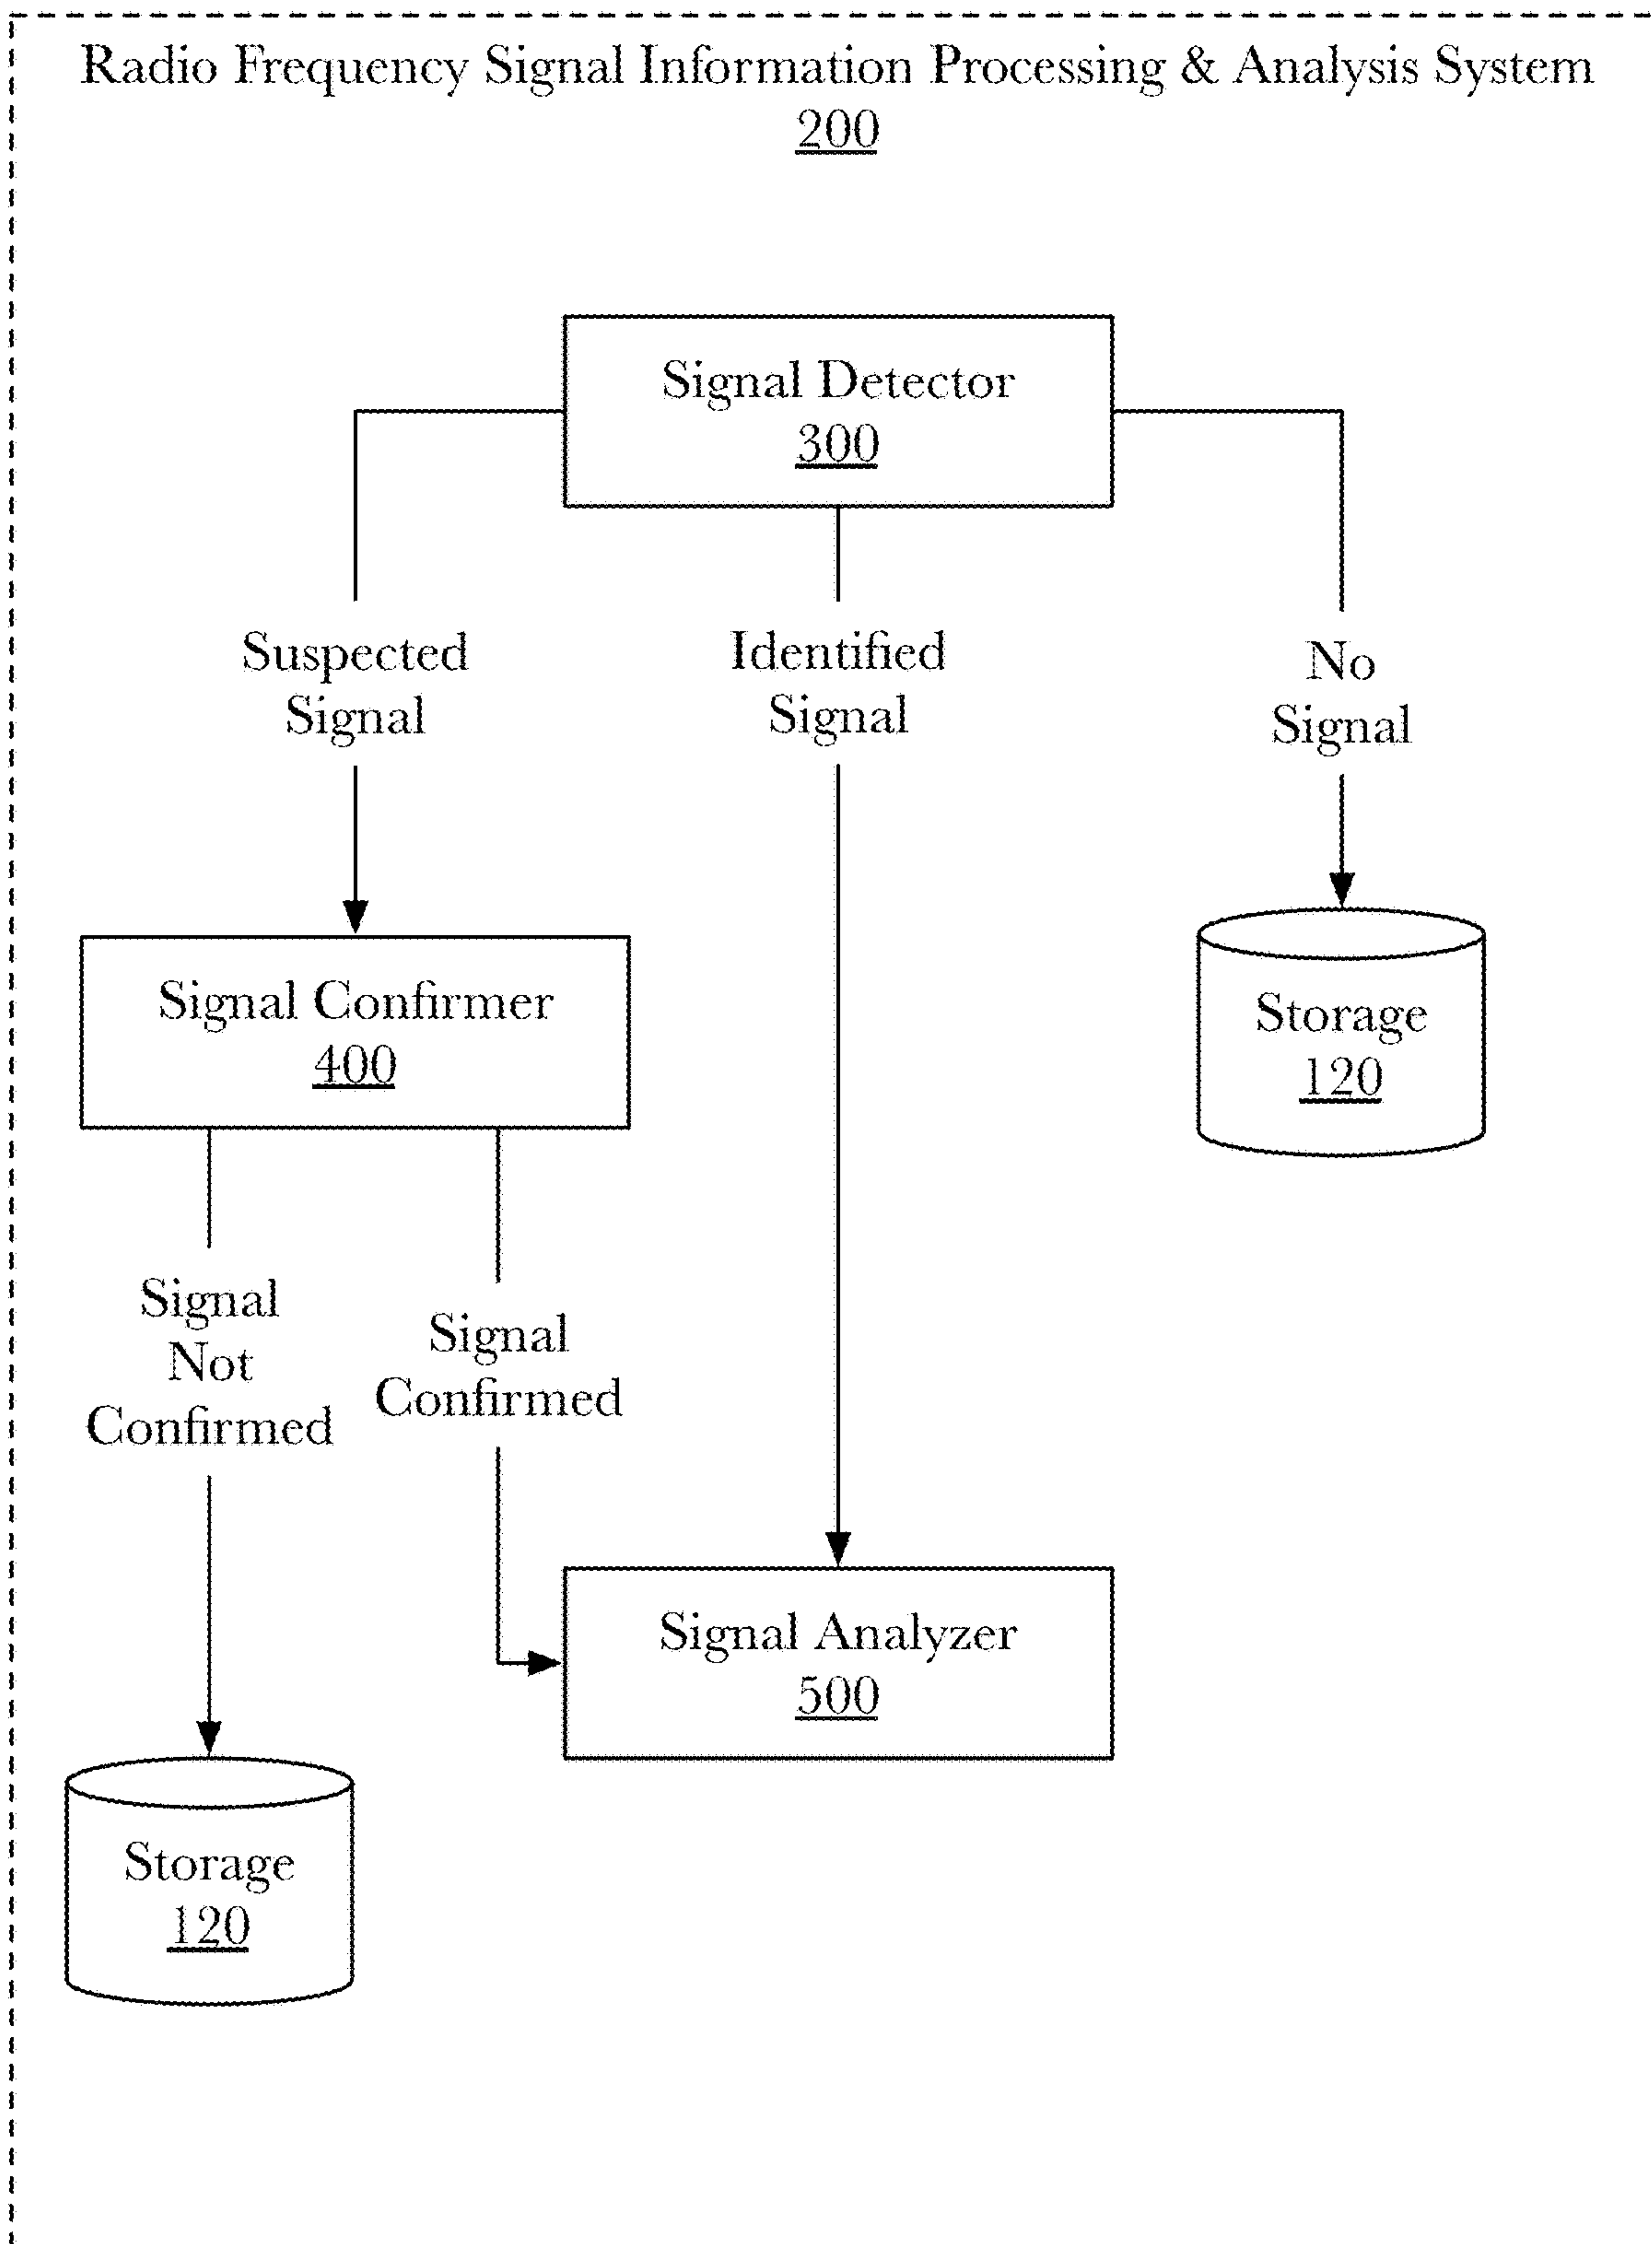 Radio Frequency Signal Information Processing & Analysis System
200
Signal Detector
300
Suspected
Signal
Identified
Signal
No
Signal
Signal Confirmer
400
Storage
120
Signal
Not
Confirmed
Signal
Confirmed
Signal Analyzer
500
Storage
120